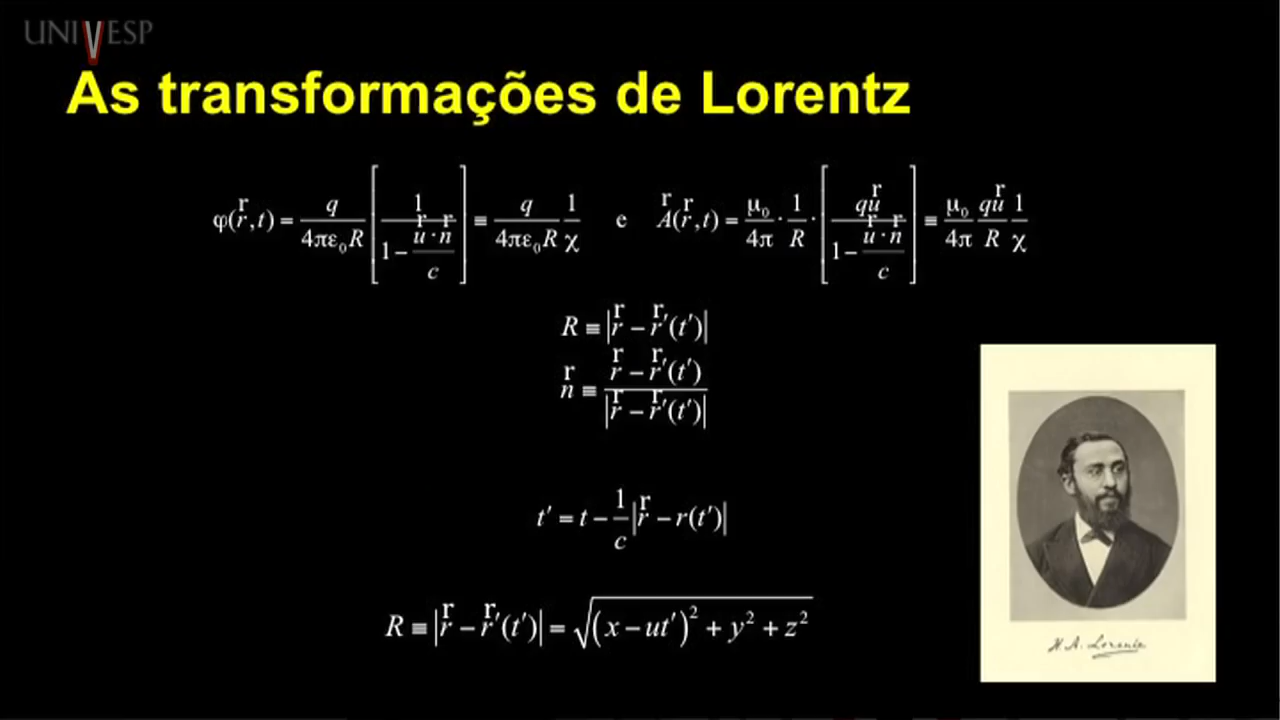 UNIVESP
As transformações de Lorentz
φ(r⃗,t) = q/(4πε₀R) [1/(1 − (u⃗·n⃗)/c)] ≡ q/(4πε₀R) 1/χ e A⃗(r⃗,t) = μ₀/4π · 1/R · [qu⃗/(1 − (u⃗·n⃗)/c)] ≡ μ₀/4π qu⃗/R 1/χ
R ≡ |r⃗ − r⃗′(t′)|
n⃗ ≡ (r⃗ − r⃗′(t′))/|r⃗ − r⃗′(t′)|
t′ = t − 1/c |r⃗ − r(t′)|
R ≡ |r⃗ − r⃗′(t′)| = √((x − ut′)² + y² + z²)
H. A. Lorentz